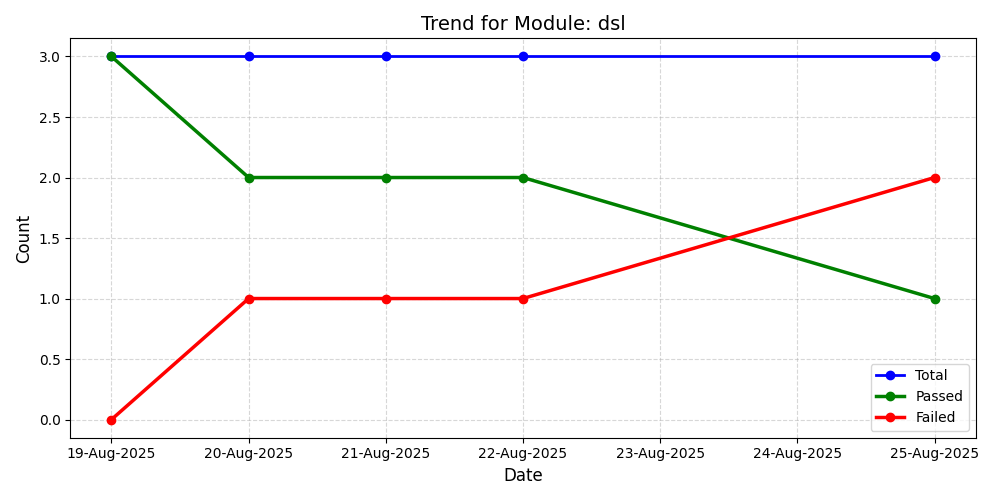 Trend for Module: dsl
Count
3.0
2.5
2.0
1.5
1.0
0.5
0.0
Total
Passed
Failed
19-Aug-2025 20-Aug-2025 21-Aug-2025 22-Aug-2025 23-Aug-2025 24-Aug-2025 25-Aug-2025
Date